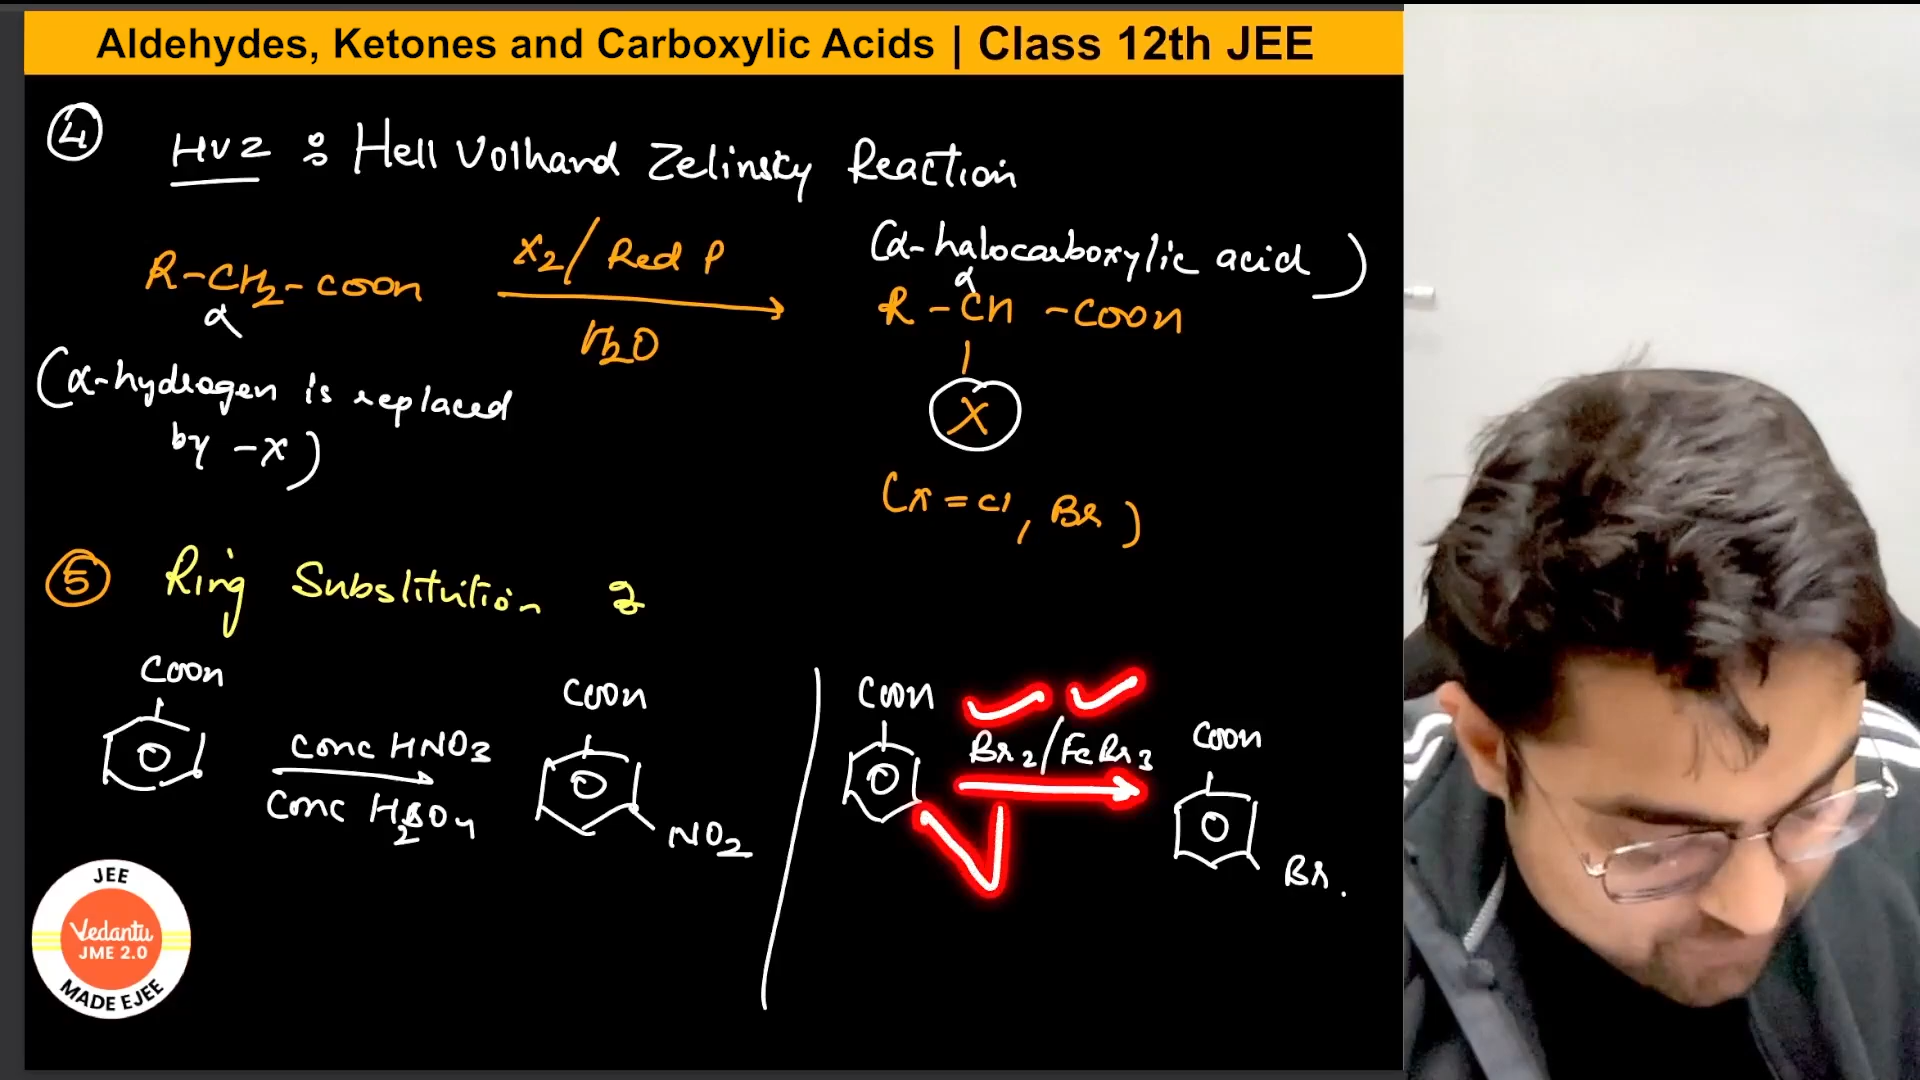 Aldehydes, Ketones and Carboxylic Acids | Class 12th JEE
④ HVZ : Hell Volhard Zelinsky Reaction
R-CH2-COOH
α
X2/ Red P
H2O
(α-halocarboxylic acid)
α
R-CH-COOH
X
(X=Cl, Br)
(α-hydrogen is replaced
by -X)
⑤ Ring Substitution :
COOH
Conc HNO3
Conc H2SO4
COOH
NO2
COOH
Br2/FeBr3
COOH
Br.
JEE
Vedantu
JME 2.0
MADE EJEE